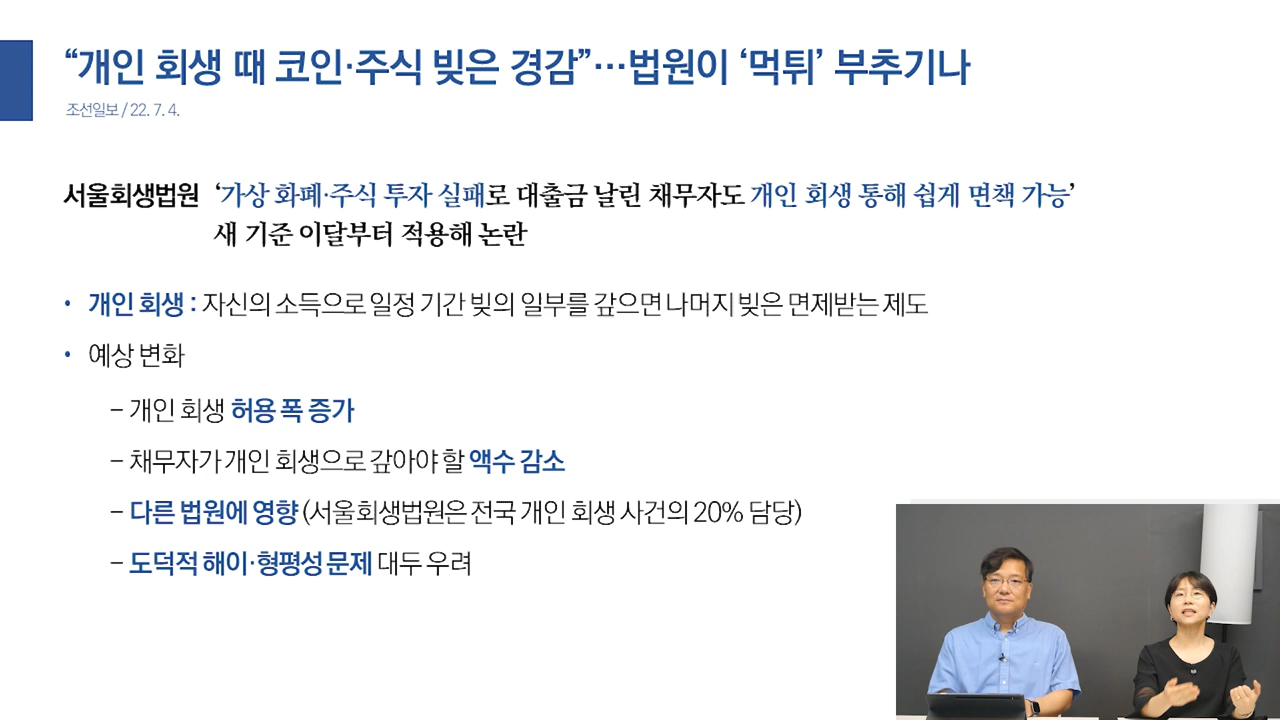 “개인 회생 때 코인·주식 빚은 경감”…법원이 ‘먹튀’ 부추기나
조선일보 / 22. 7. 4.
서울회생법원 ‘가상 화폐·주식 투자 실패로 대출금 날린 채무자도 개인 회생 통해 쉽게 면책 가능’
새 기준 이달부터 적용해 논란
• 개인 회생 : 자신의 소득으로 일정 기간 빚의 일부를 갚으면 나머지 빚은 면제받는 제도
• 예상 변화
– 개인 회생 허용 폭 증가
– 채무자가 개인 회생으로 갚아야 할 액수 감소
– 다른 법원에 영향 (서울회생법원은 전국 개인 회생 사건의 20% 담당)
– 도덕적 해이·형평성 문제 대두 우려